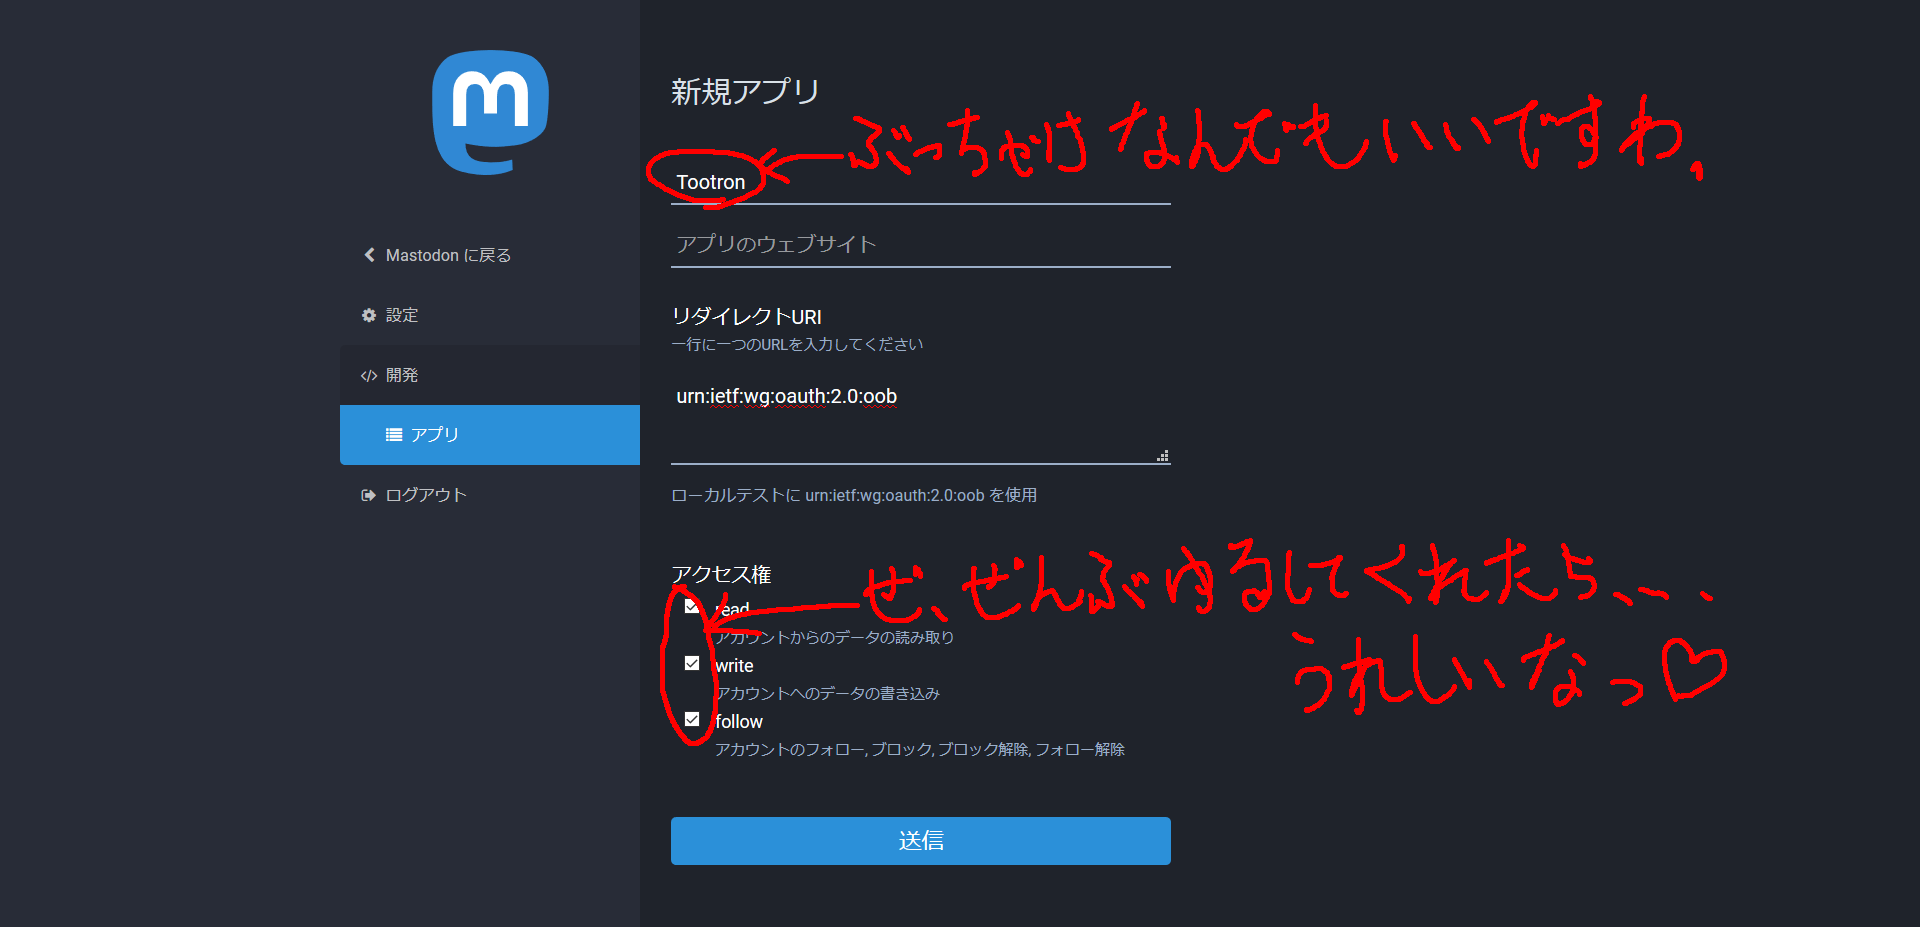 新規アプリ
ぶっちゃけなんでもいいですわ、
Tootron
アプリのウェブサイト
Mastodon に戻る
設定
開発
アプリ
ログアウト
リダイレクトURI
一行に一つのURLを入力してください
urn:ietf:wg:oauth:2.0:oob
ローカルテストに urn:ietf:wg:oauth:2.0:oob を使用
アクセス権
ぜ、ぜんぶゆるしてくれたら、、、、
うれしいなっ♡
read
アカウントからのデータの読み取り
write
アカウントへのデータの書き込み
follow
アカウントのフォロー, ブロック, ブロック解除, フォロー解除
送信